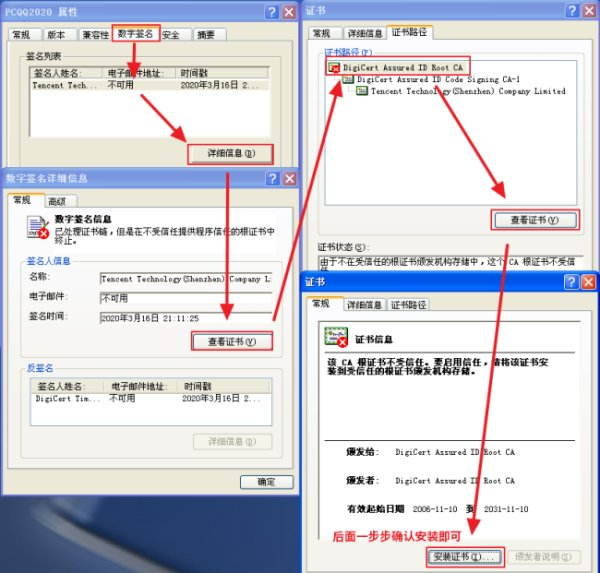 PCQQ2020 属性
常规 版本 兼容性 数字签名 安全 摘要
签名列表
签名人姓名: 电子邮件地址: 时间戳
Tencent Tech... 不可用 2020年3月16日 2...
详细信息(D)
数字签名详细信息
常规 高级
数字签名信息
已处理证书链,但是在不受信任提供程序信任的根证书中
终止。
签名人信息
名称: Tencent Technology(Shenzhen) Company Li
电子邮件: 不可用
签名时间: 2020年3月16日 21:11:25
查看证书(V)
反签名
签名人姓名: 电子邮件地址: 时间戳
DigiCert Tim... 不可用 2020年3月16日 2...
详细信息(D)
确定
证书
常规 详细信息 证书路径
证书路径(P)
DigiCert Assured ID Root CA
DigiCert Assured ID Code Signing CA-1
Tencent Technology(Shenzhen) Company Limited
查看证书(V)
证书状态(S):
由于不在受信任的根证书颁发机构存储中,这个 CA 根证书不受信
证书
常规 详细信息 证书路径
证书信息
该 CA 根证书不受信任。要启用信任,请将该证书安
装到受信任的根证书颁发机构存储。
颁发给: DigiCert Assured ID Root CA
颁发者: DigiCert Assured ID Root CA
有效起始日期 2006-11-10 到 2031-11-10
后面一步步确认安装即可
安装证书(I)... 颁发者说明(S)